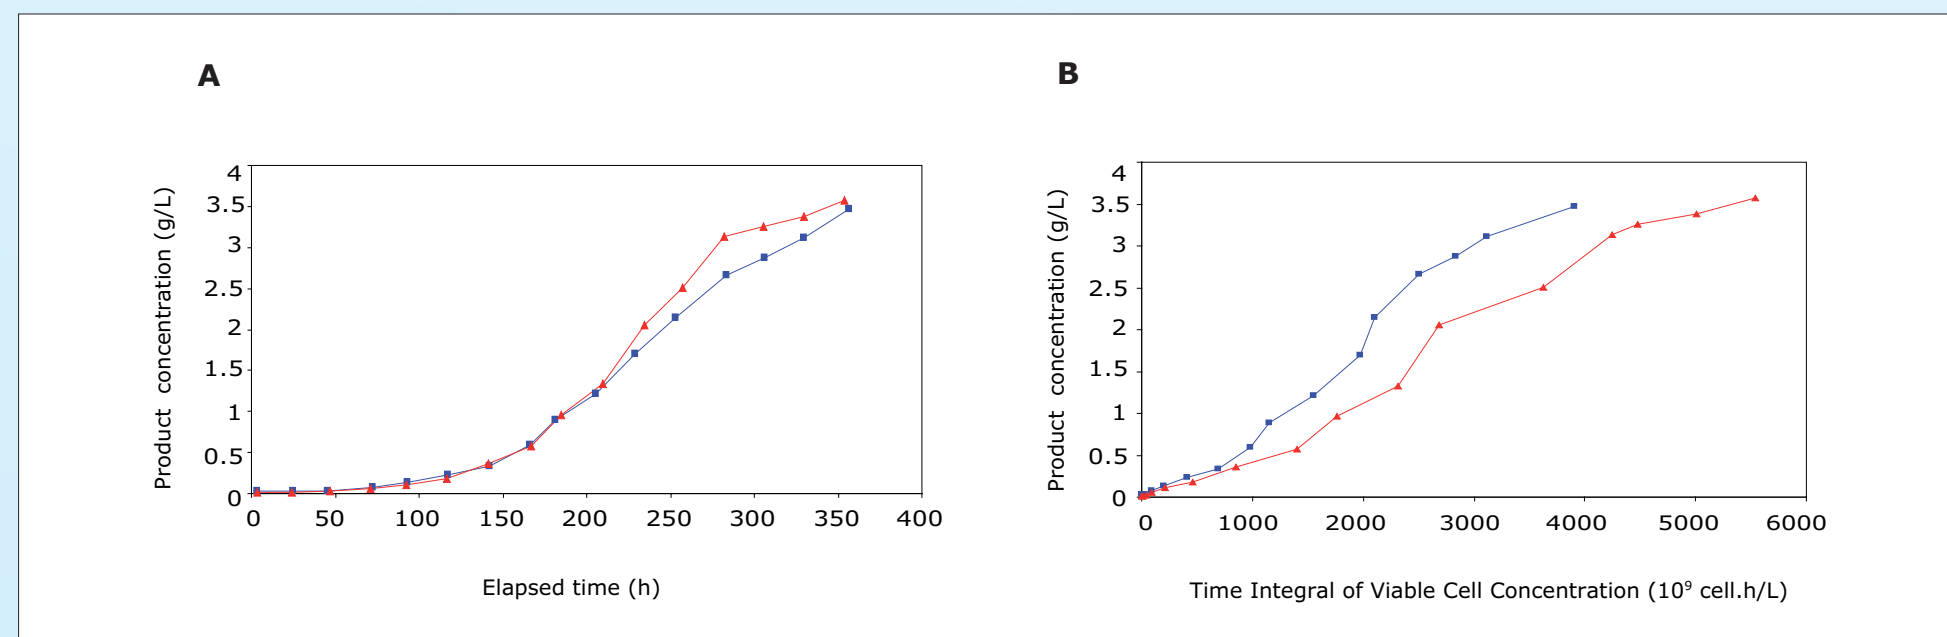 A
4
3.5
3
2.5
2
1.5
1
0.5
0
Product concentration (g/L)
0 50 100 150 200 250 300 350 400
Elapsed time (h)
B
4
3.5
3
2.5
2
1.5
1
0.5
0
Product concentration (g/L)
0 1000 2000 3000 4000 5000 6000
Time Integral of Viable Cell Concentration (10⁹ cell.h/L)